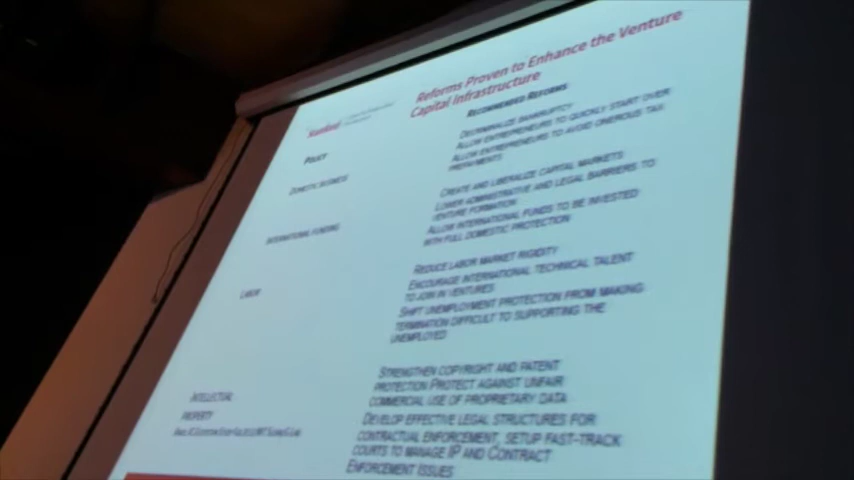 Reforms Proven to Enhance the Venture
Capital Infrastructure
Stanford
POLICY
RECOMMENDED REFORMS
DOMESTIC BUSINESS
DECRIMINALIZE BANKRUPTCY
ALLOW ENTREPRENEURS TO QUICKLY START OVER
ALLOW ENTREPRENEURS TO AVOID ONEROUS TAX
PREPAYMENTS
INTERNATIONAL FUNDING
CREATE AND LIBERALIZE CAPITAL MARKETS
LOWER ADMINISTRATIVE AND LEGAL BARRIERS TO
VENTURE FORMATION
ALLOW INTERNATIONAL FUNDS TO BE INVESTED
WITH FULL DOMESTIC PROTECTION
LABOR
REDUCE LABOR MARKET RIGIDITY
ENCOURAGE INTERNATIONAL TECHNICAL TALENT
TO JOIN IN VENTURES
SHIFT UNEMPLOYMENT PROTECTION FROM MAKING
TERMINATION DIFFICULT TO SUPPORTING THE
UNEMPLOYED
INTELLECTUAL
PROPERTY
STRENGTHEN COPYRIGHT AND PATENT
PROTECTION PROTECT AGAINST UNFAIR
COMMERCIAL USE OF PROPRIETARY DATA
DEVELOP EFFECTIVE LEGAL STRUCTURES FOR
CONTRACTUAL ENFORCEMENT, SETUP FAST-TRACK
COURTS TO MANAGE IP AND CONTRACT
ENFORCEMENT ISSUES